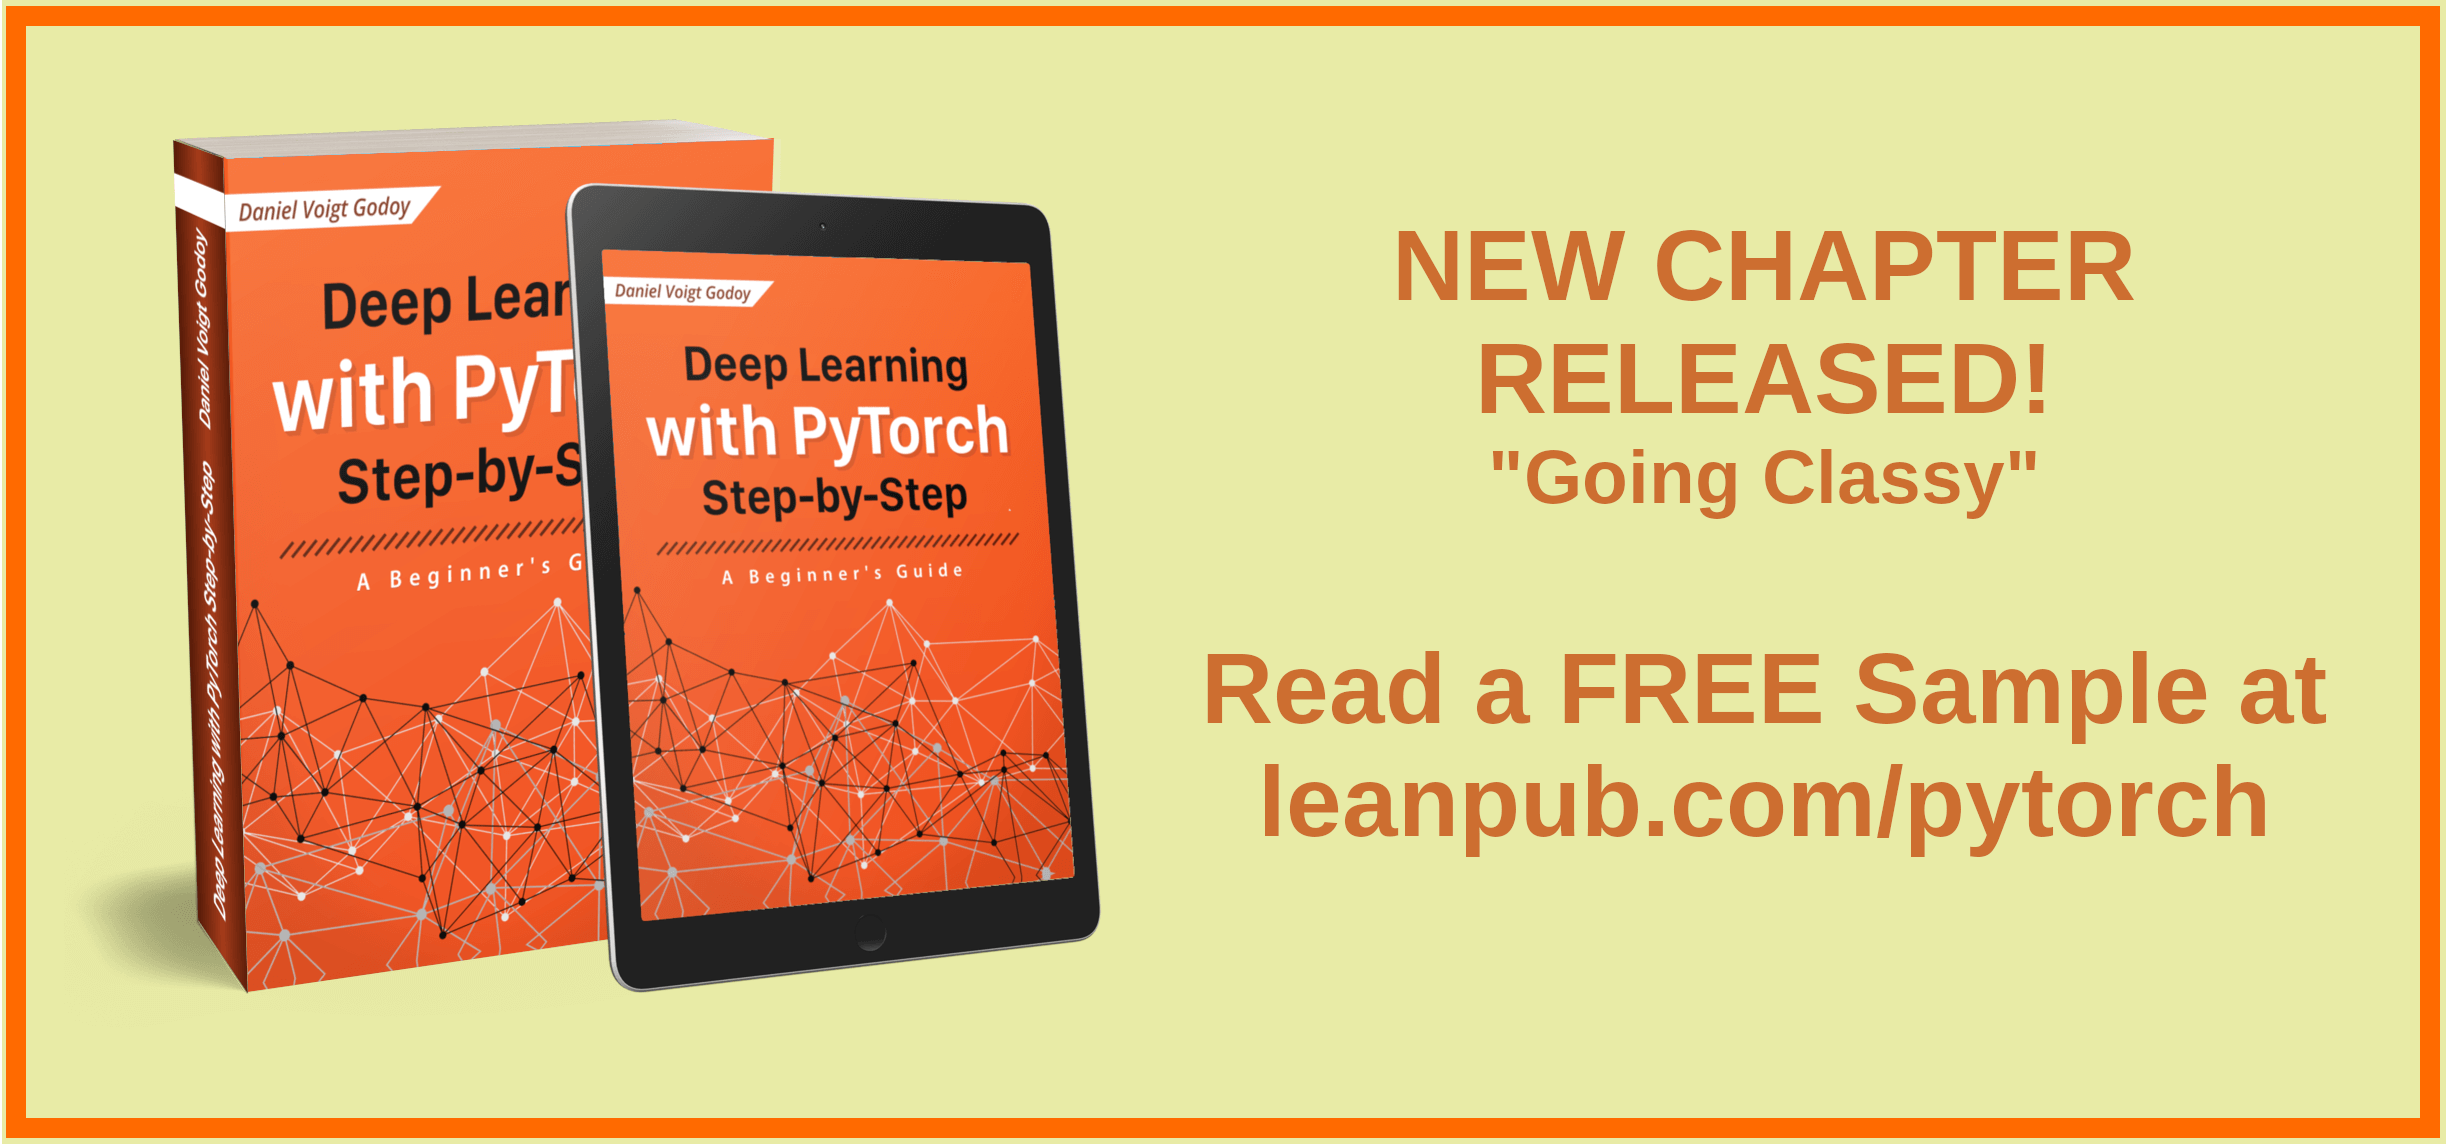 Daniel Voigt Godoy
Deep Lear
with PyT
Step-by-S
A Beginner's G
Deep Learning with PyTorch Step-by-Step Daniel Voigt Godoy
Daniel Voigt Godoy
Deep Learning
with PyTorch
Step-by-Step
A Beginner's Guide
NEW CHAPTER
RELEASED!
"Going Classy"
Read a FREE Sample at
leanpub.com/pytorch